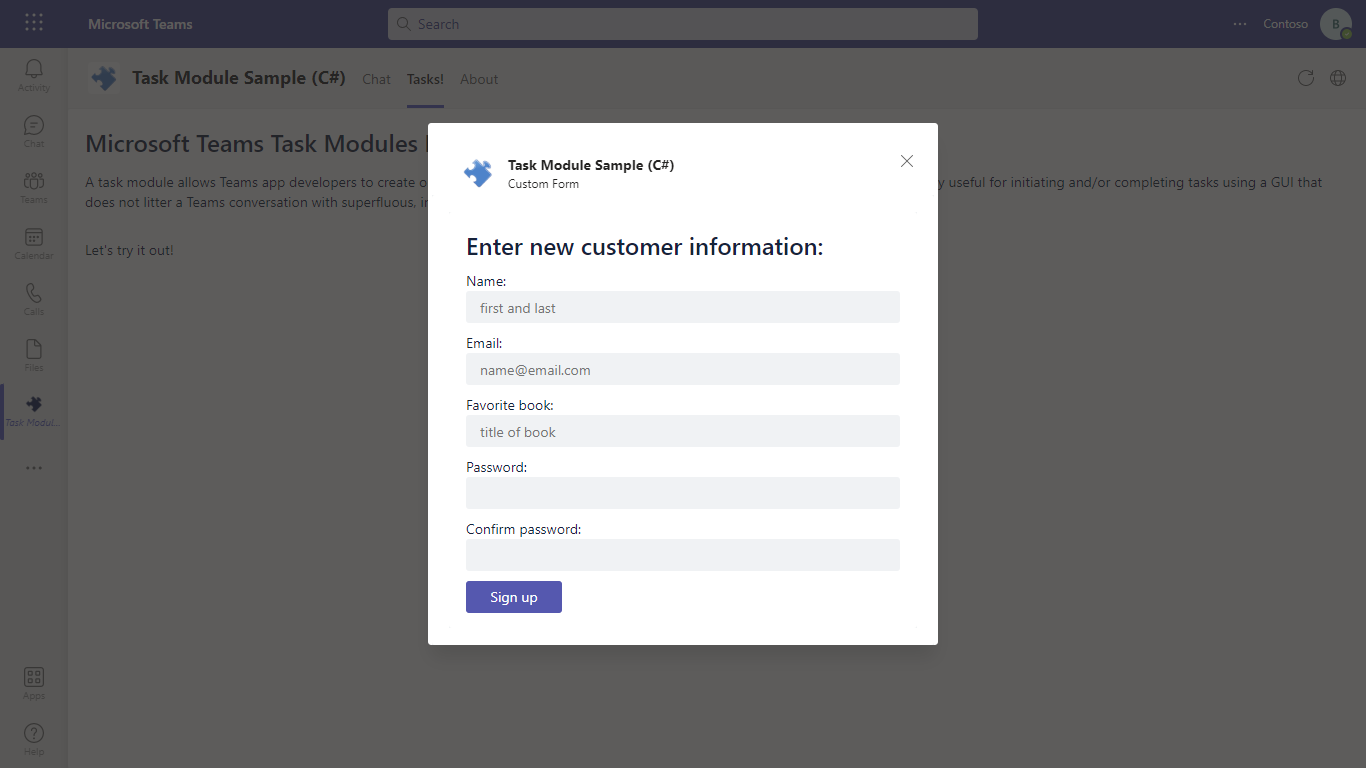 Microsoft Teams
Search
Contoso
B
Activity
Chat
Teams
Calendar
Calls
Files
Task Modul...
Apps
Help
Task Module Sample (C#)
Chat
Tasks!
About
Microsoft Teams Task Modules
A task module allows Teams app developers to create
useful for initiating and/or completing tasks using a GUI that
does not litter a Teams conversation with superfluous,
Let's try it out!
Task Module Sample (C#)
Custom Form
Enter new customer information:
Name:
first and last
Email:
name@email.com
Favorite book:
title of book
Password:
Confirm password:
Sign up